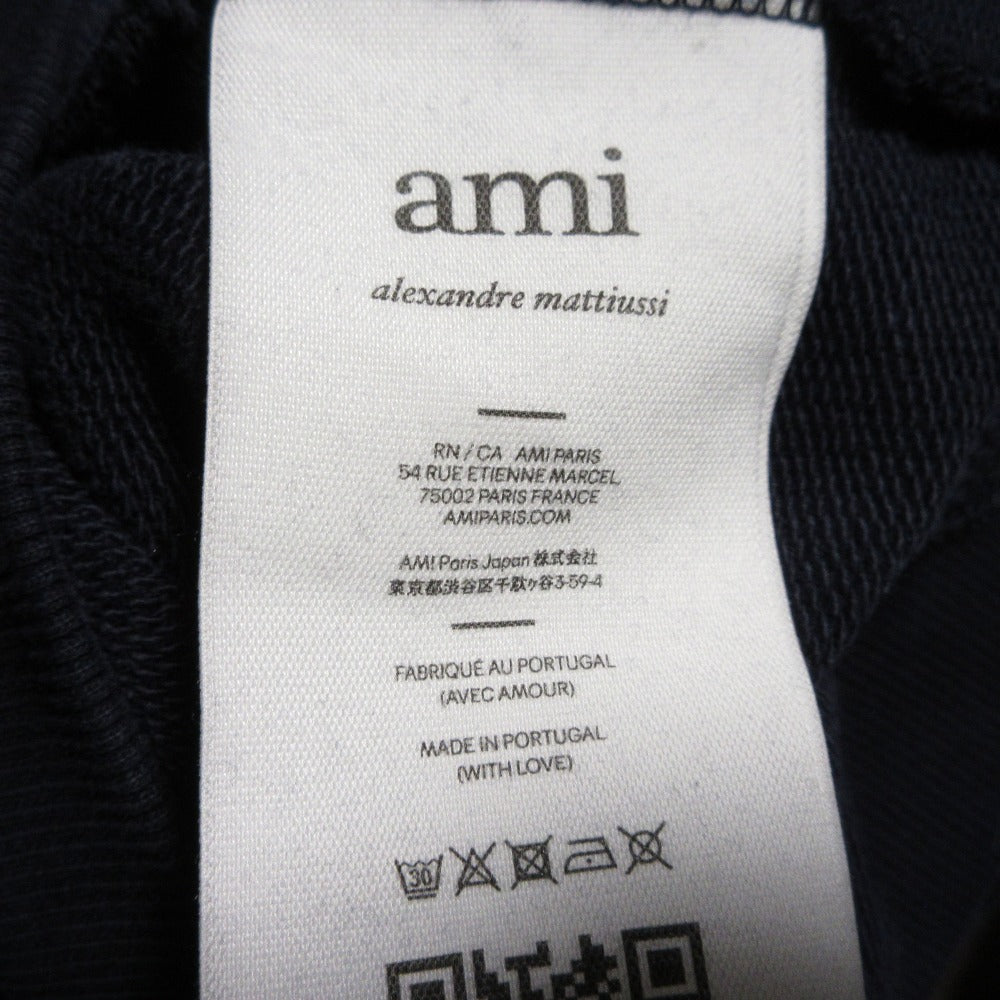 ami
alexandre mattiussi
RN / CA AMI PARIS
54 RUE ETIENNE MARCEL
75002 PARIS FRANCE
AMIPARIS.COM
AMI Paris Japan 株式会社
東京都渋谷区千駄ヶ谷3-59-4
FABRIQUÉ AU PORTUGAL
(AVEC AMOUR)
MADE IN PORTUGAL
(WITH LOVE)
30